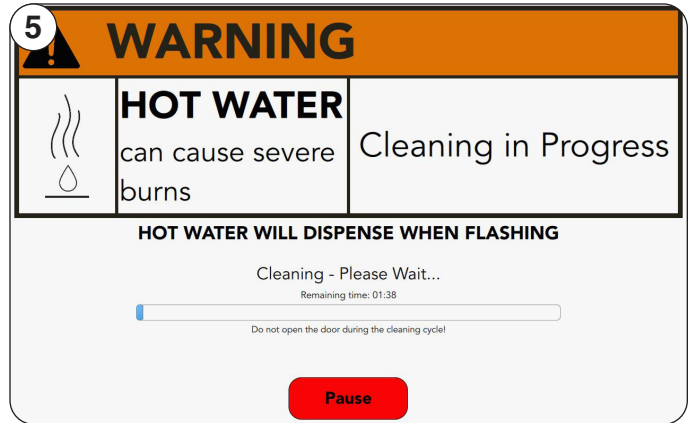 5
WARNING
HOT WATER
can cause severe
burns
Cleaning in Progress
HOT WATER WILL DISPENSE WHEN FLASHING
Cleaning - Please Wait...
Remaining time: 01:38
Do not open the door during the cleaning cycle!
Pause